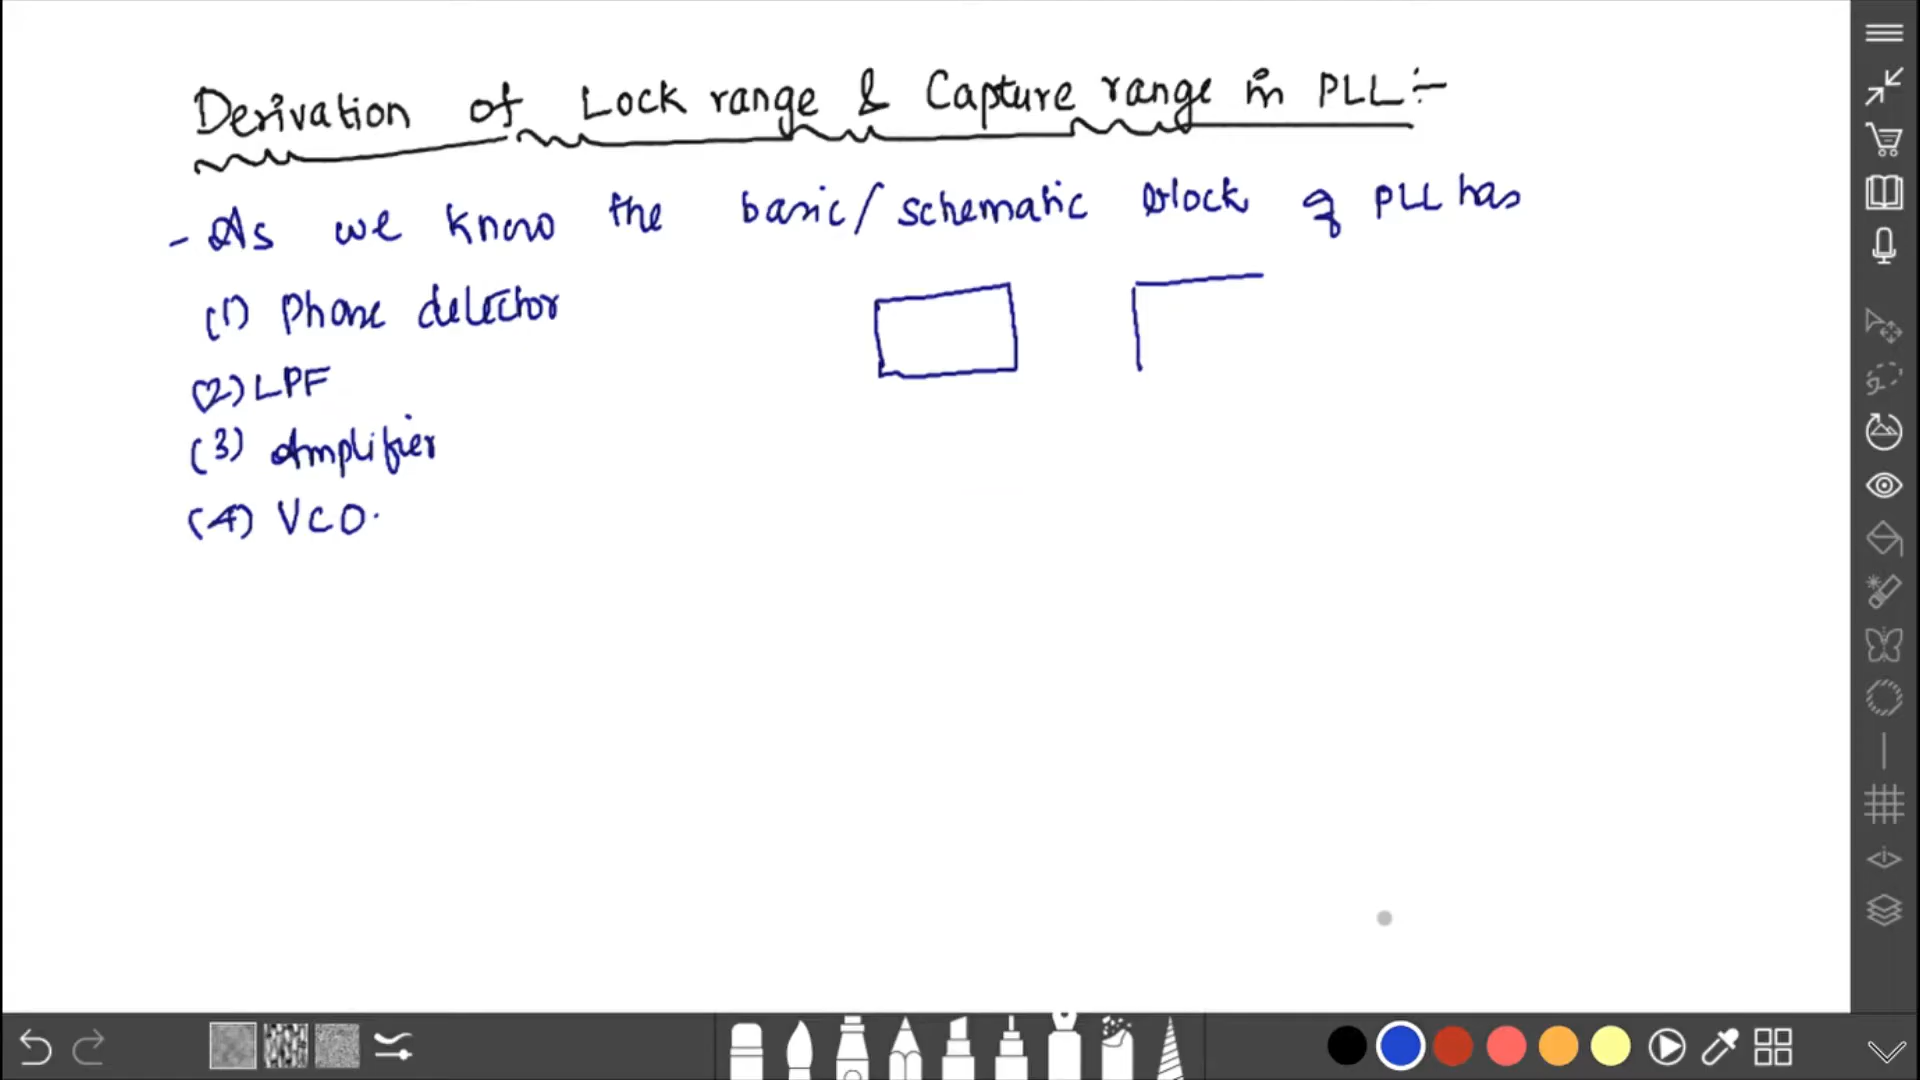 Derivation of Lock range & Capture range in PLL :-
- As we know the basic/schematic block of PLL has
(1) Phase detector
(2) LPF
(3) Amplifier
(4) VCO.